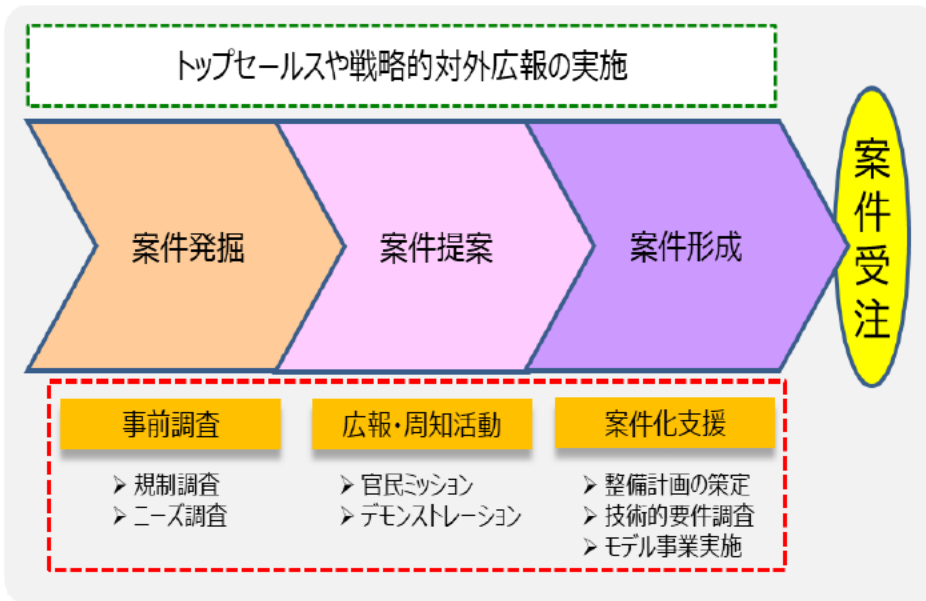 トップセールスや戦略的対外広報の実施
案件発掘
案件提案
案件形成
案件受注
事前調査
➢ 規制調査
➢ ニーズ調査
広報・周知活動
➢ 官民ミッション
➢ デモンストレーション
案件化支援
➢ 整備計画の策定
➢ 技術的要件調査
➢ モデル事業実施